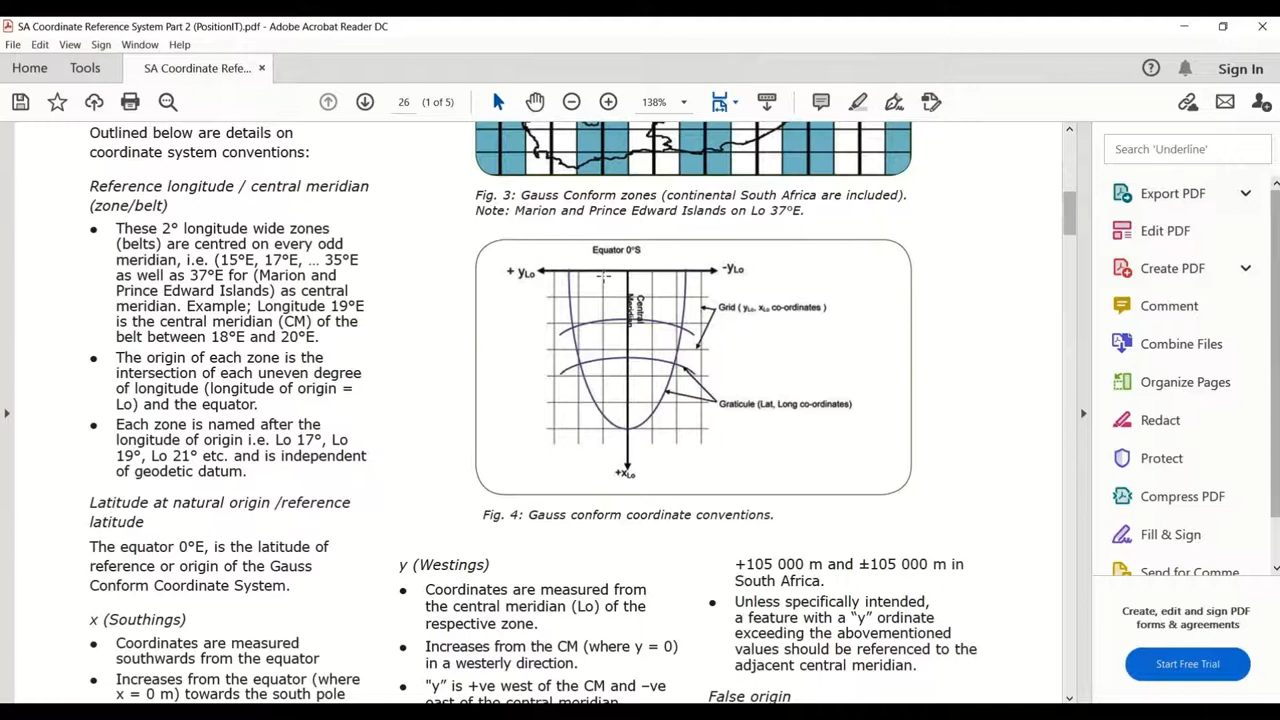 SA Coordinate Reference System Part 2 (PositionIT).pdf - Adobe Acrobat Reader DC
File Edit View Sign Window Help
Home Tools SA Coordinate Refe... ×
Sign In
26 (1 of 5)
138%
Outlined below are details on
coordinate system conventions:
Reference longitude / central meridian
(zone/belt)
• These 2° longitude wide zones
(belts) are centred on every odd
meridian, i.e. (15°E, 17°E, … 35°E
as well as 37°E for (Marion and
Prince Edward Islands) as central
meridian. Example; Longitude 19°E
is the central meridian (CM) of the
belt between 18°E and 20°E.
• The origin of each zone is the
intersection of each uneven degree
of longitude (longitude of origin =
Lo) and the equator.
• Each zone is named after the
longitude of origin i.e. Lo 17°, Lo
19°, Lo 21° etc. and is independent
of geodetic datum.
Latitude at natural origin /reference
latitude
The equator 0°E, is the latitude of
reference or origin of the Gauss
Conform Coordinate System.
x (Southings)
• Coordinates are measured
southwards from the equator
• Increases from the equator (where
x = 0 m) towards the south pole
Fig. 3: Gauss Conform zones (continental South Africa are included).
Note: Marion and Prince Edward Islands on Lo 37°E.
Equator 0°S
+ yLo
-yLo
Central
Meridian
Grid ( yLo, xLo co-ordinates )
Graticule (Lat, Long co-ordinates)
+xLo
Fig. 4: Gauss conform coordinate conventions.
y (Westings)
• Coordinates are measured from
the central meridian (Lo) of the
respective zone.
• Increases from the CM (where y = 0)
in a westerly direction.
• "y" is +ve west of the CM and –ve
east of the central meridian
+105 000 m and ±105 000 m in
South Africa.
• Unless specifically intended,
a feature with a "y" ordinate
exceeding the abovementioned
values should be referenced to the
adjacent central meridian.
False origin
Search 'Underline'
Export PDF
Edit PDF
Create PDF
Comment
Combine Files
Organize Pages
Redact
Protect
Compress PDF
Fill & Sign
Send for Comme
Create, edit and sign PDF
forms & agreements
Start Free Trial